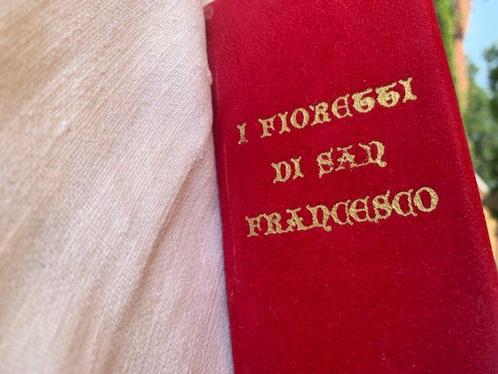 I FIORETTI
DI SAN
FRANCESCO